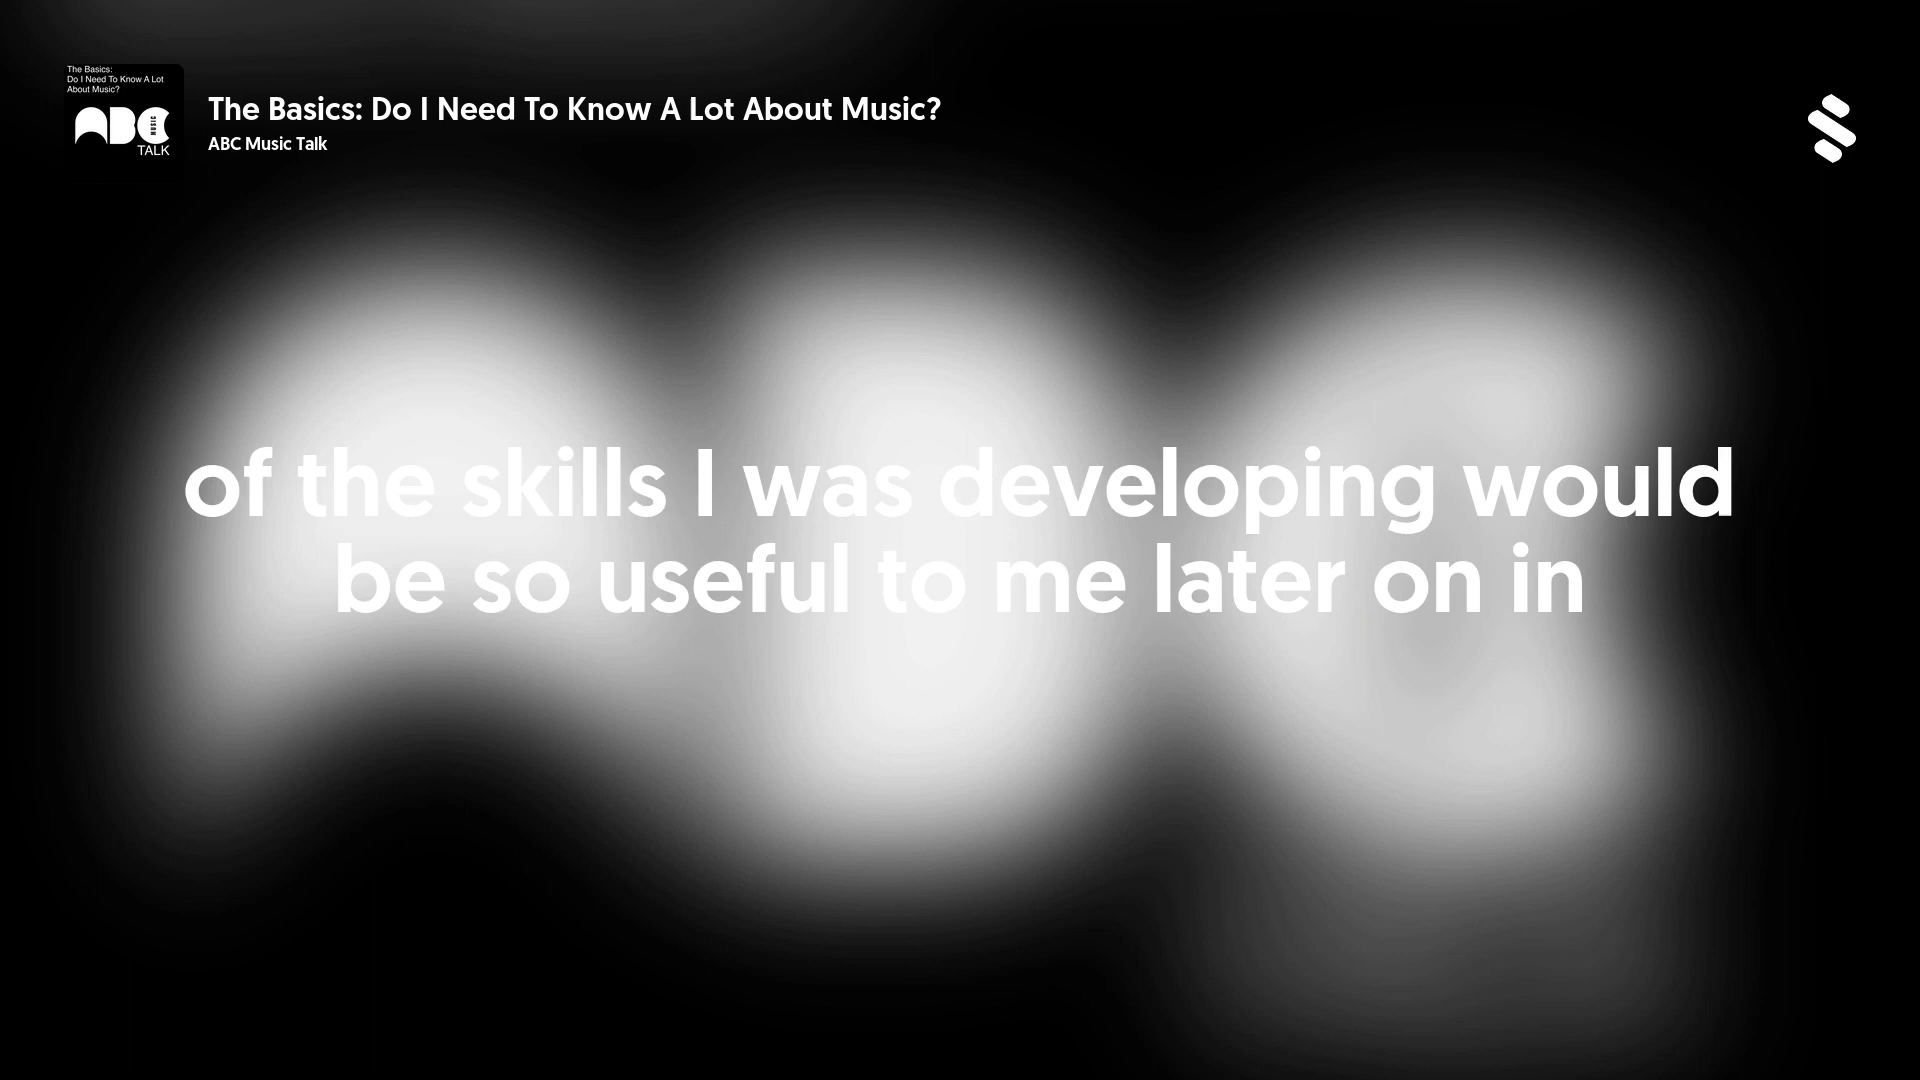 The Basics:
Do I Need To Know A Lot
About Music?
ABC MUSIC
TALK
The Basics: Do I Need To Know A Lot About Music?
ABC Music Talk
of the skills I was developing would
be so useful to me later on in